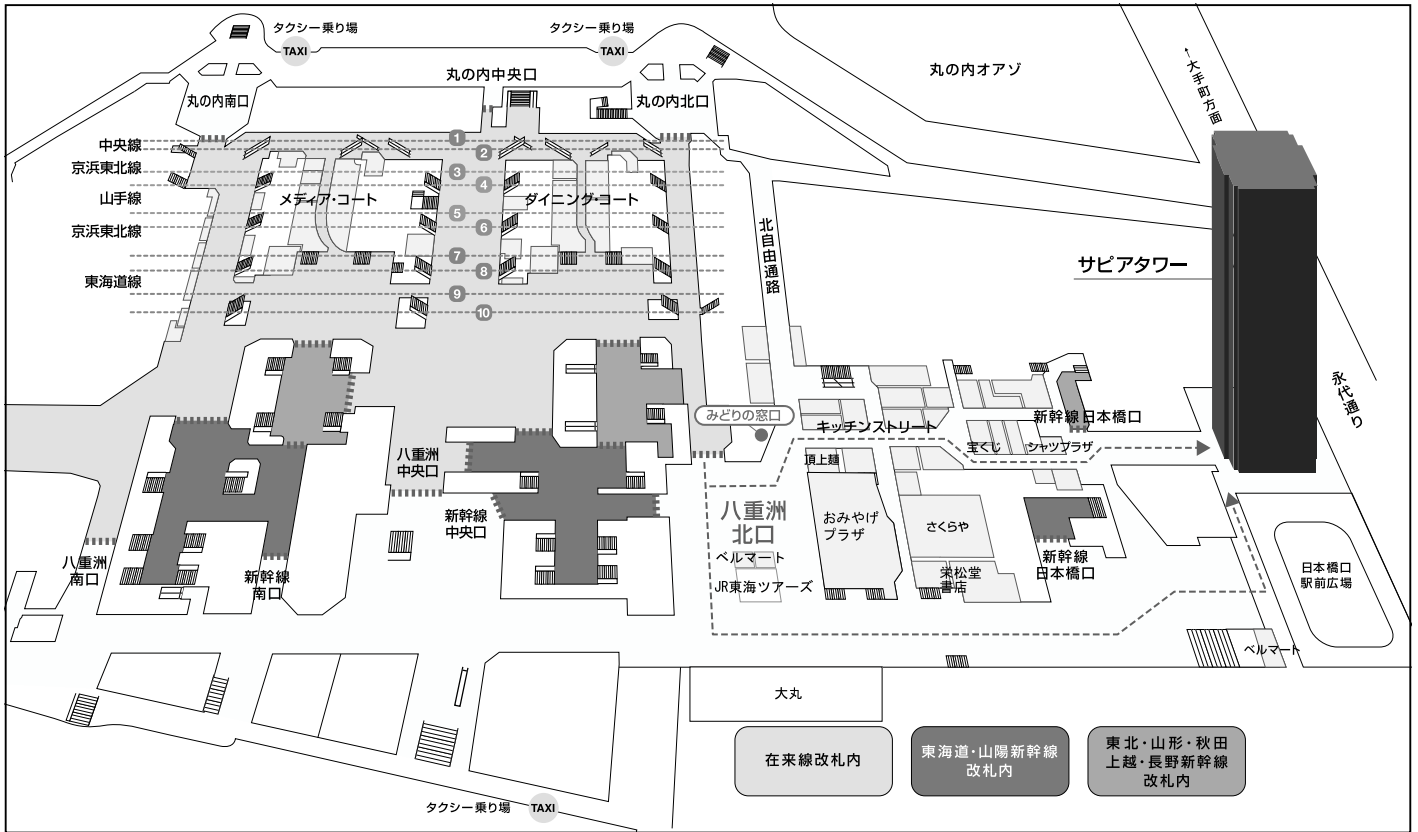 タクシー乗り場
TAXI
タクシー乗り場
TAXI
丸の内中央口
丸の内南口
丸の内北口
丸の内オアゾ
←大手町方面
中央線
京浜東北線
山手線
京浜東北線
東海道線
1
2
3
4
5
6
7
8
9
10
メディア・コート
ダイニング・コート
北自由通路
サピアタワー
永代通り
みどりの窓口
キッチンストリート
新幹線日本橋口
宝くじ
シャツプラザ
頂上麺
八重洲
中央口
新幹線
中央口
八重洲
北口
おみやげ
プラザ
さくらや
ベルマート
JR東海ツアーズ
栄松堂
書店
新幹線
日本橋口
八重洲
南口
新幹線
南口
日本橋口
駅前広場
ベルマート
大丸
在来線改札内
東海道・山陽新幹線
改札内
東北・山形・秋田
上越・長野新幹線
改札内
タクシー乗り場
TAXI